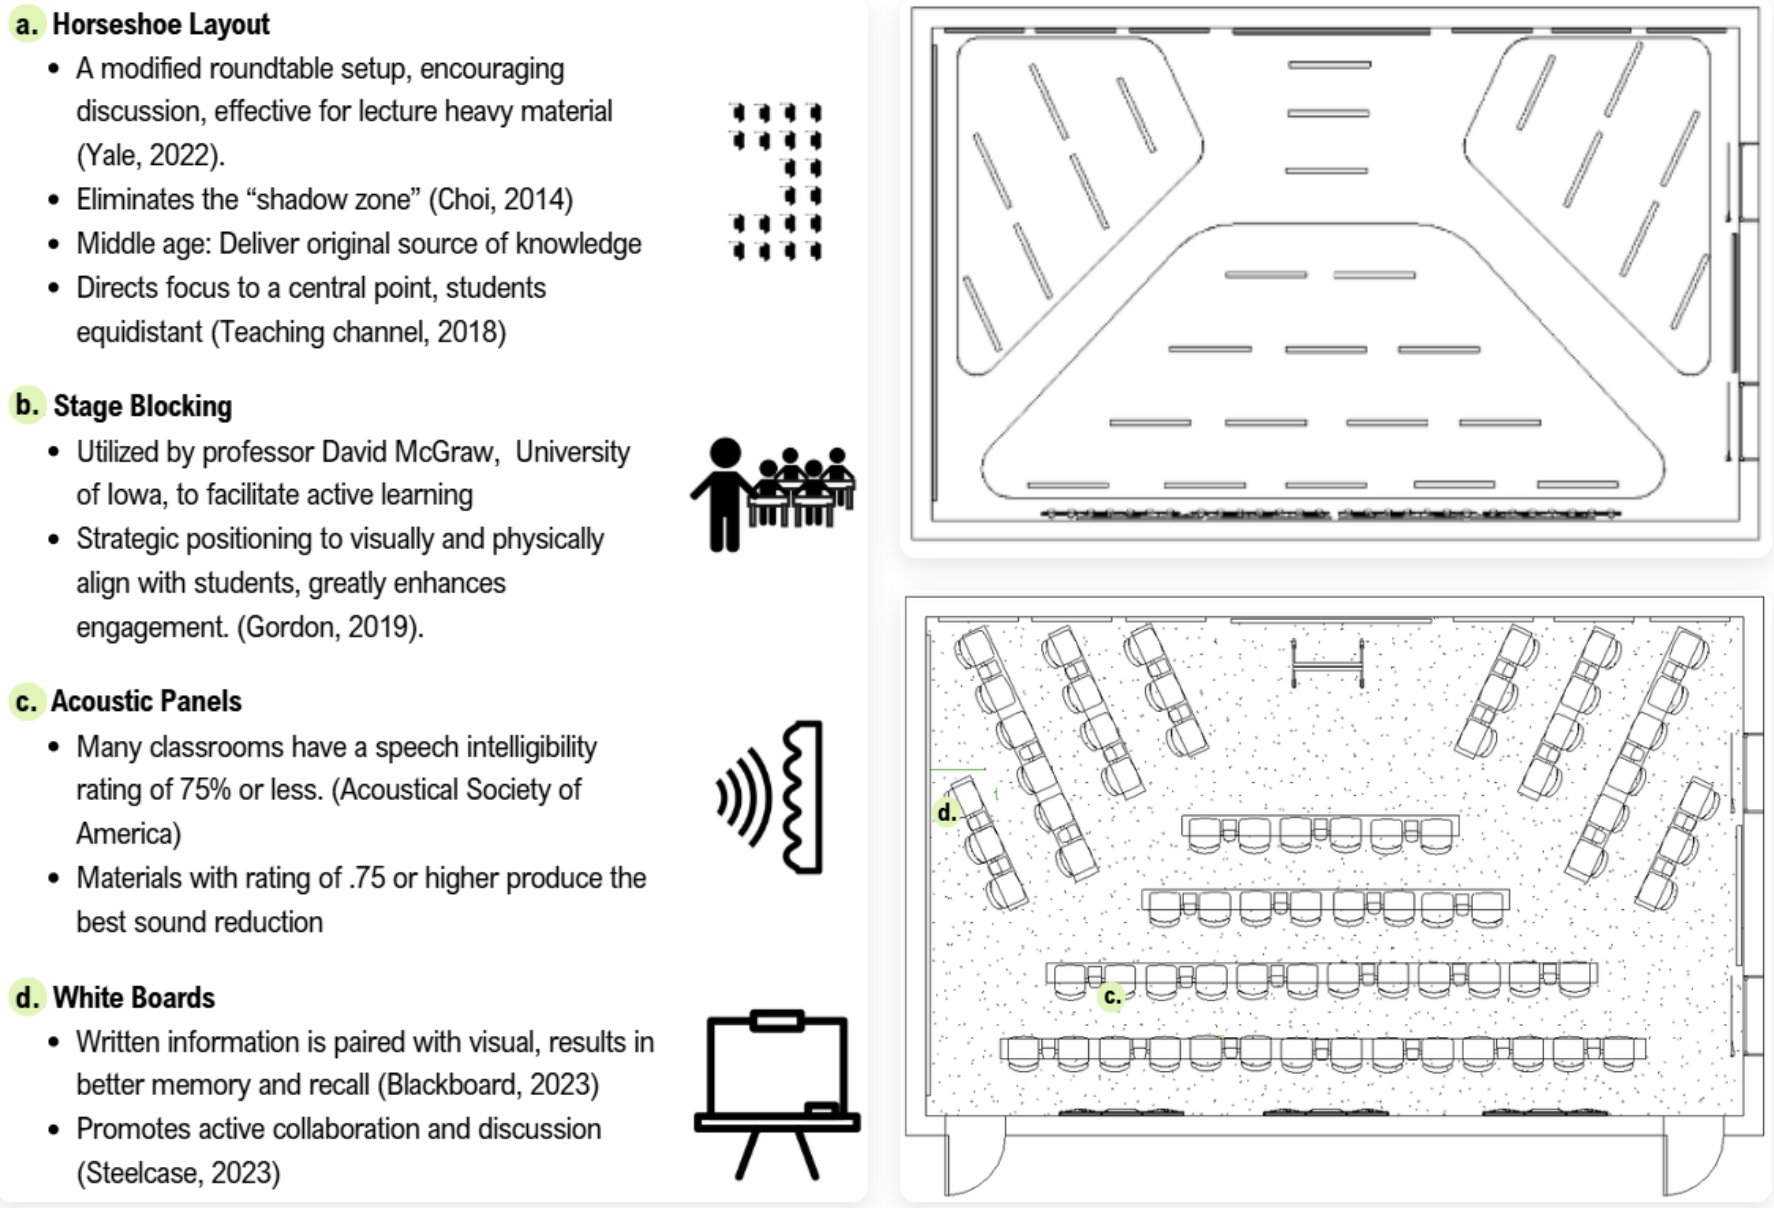 a. Horseshoe Layout
• A modified roundtable setup, encouraging
discussion, effective for lecture heavy material
(Yale, 2022).
• Eliminates the “shadow zone” (Choi, 2014)
• Middle age: Deliver original source of knowledge
• Directs focus to a central point, students
equidistant (Teaching channel, 2018)
b. Stage Blocking
• Utilized by professor David McGraw, University
of Iowa, to facilitate active learning
• Strategic positioning to visually and physically
align with students, greatly enhances
engagement. (Gordon, 2019).
c. Acoustic Panels
• Many classrooms have a speech intelligibility
rating of 75% or less. (Acoustical Society of
America)
• Materials with rating of .75 or higher produce the
best sound reduction
d. White Boards
• Written information is paired with visual, results in
better memory and recall (Blackboard, 2023)
• Promotes active collaboration and discussion
(Steelcase, 2023)
d.
c.